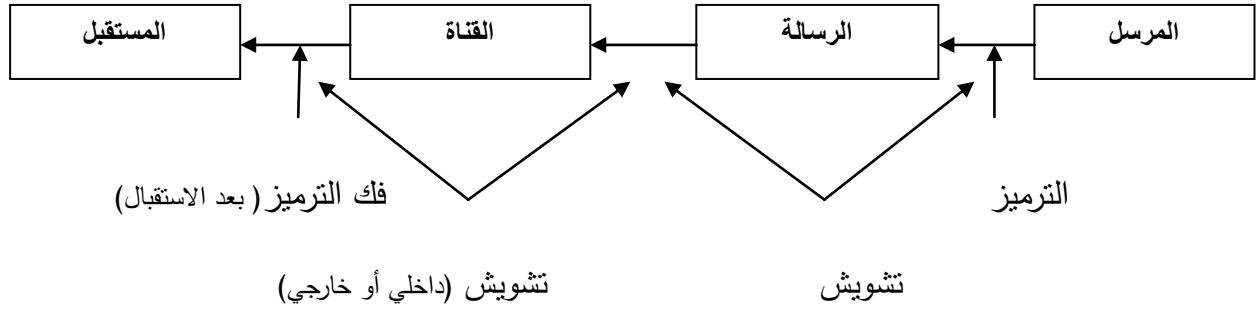 المرسل الرسالة القناة المستقبل
الترميز فك الترميز ( بعد الاستقبال)
تشويش تشويش (داخلي أو خارجي)